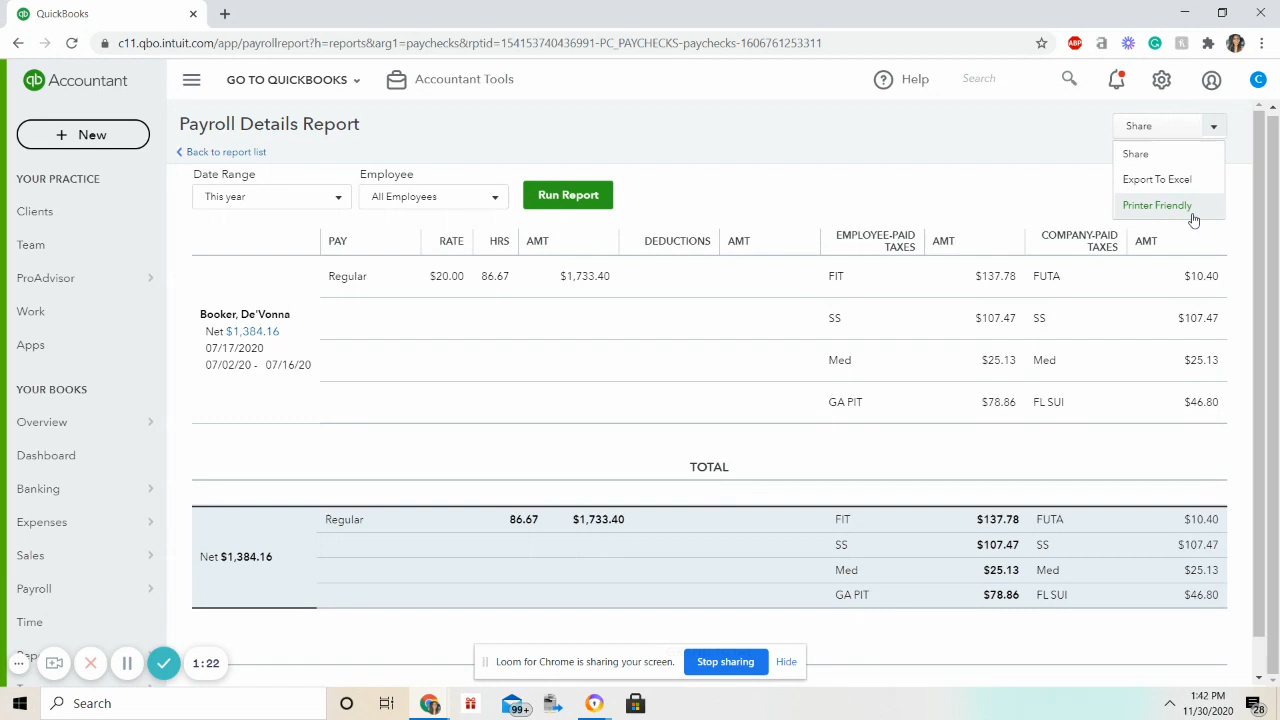 QuickBooks
c11.qbo.intuit.com/app/payrollreport?h=reports&arg1=paychecks&rptid=154153740436991-PC_PAYCHECKS-paychecks-1606761253311
ABP
qb Accountant
GO TO QUICKBOOKS
Accountant Tools
Help
Search
C
+ New
YOUR PRACTICE
Clients
Team
ProAdvisor
Work
Apps
YOUR BOOKS
Overview
Dashboard
Banking
Expenses
Sales
Payroll
Time
Payroll Details Report
Back to report list
Share
Share
Export To Excel
Printer Friendly
Date Range Employee
This year All Employees Run Report
PAY RATE HRS AMT DEDUCTIONS AMT EMPLOYEE-PAID TAXES AMT COMPANY-PAID TAXES AMT
Regular $20.00 86.67 $1,733.40 FIT $137.78 FUTA $10.40
Booker, De'Vonna
Net $1,384.16
07/17/2020
07/02/20 - 07/16/20
SS $107.47 SS $107.47
Med $25.13 Med $25.13
GA PIT $78.86 FL SUI $46.80
TOTAL
Regular 86.67 $1,733.40 FIT $137.78 FUTA $10.40
Net $1,384.16
SS $107.47 SS $107.47
Med $25.13 Med $25.13
GA PIT $78.86 FL SUI $46.80
1:22
Loom for Chrome is sharing your screen. Stop sharing Hide
Search
99+
1:42 PM
11/30/2020
28